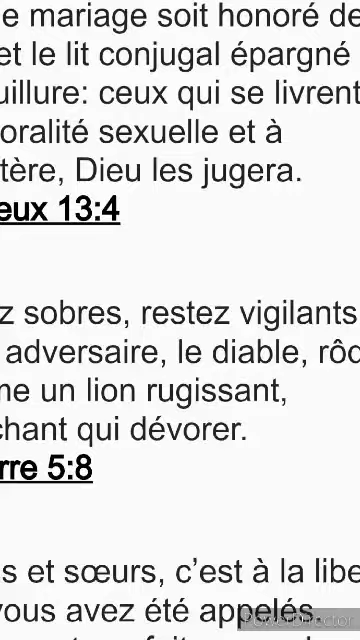 e mariage soit honoré de
et le lit conjugal épargné
uillure: ceux qui se livrent
oralité sexuelle et à
tère, Dieu les jugera.
eux 13:4
z sobres, restez vigilants
adversaire, le diable, rôd
me un lion rugissant,
chant qui dévorer.
rre 5:8
s et sœurs, c’est à la libe
vous avez été appelés.
PowerDirector